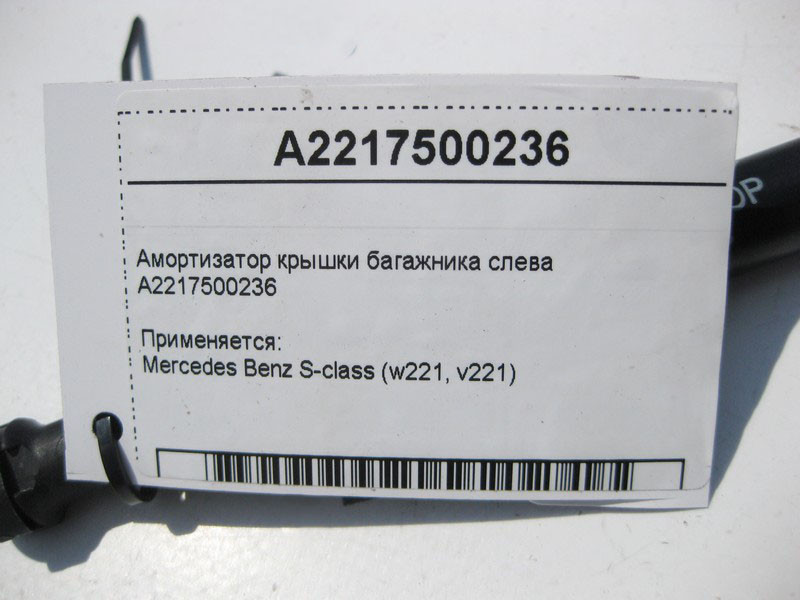 A2217500236
Амортизатор крышки багажника слева
A2217500236
Применяется:
Mercedes Benz S-class (w221, v221)